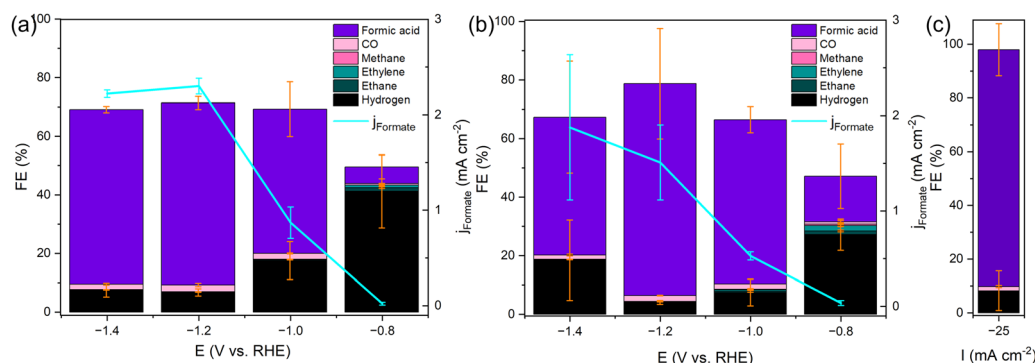 (a)
100
80
60
40
20
0
FE (%)
−1.4
−1.2
−1.0
−0.8
E (V vs. RHE)
Formic acid
CO
Methane
Ethylene
Ethane
Hydrogen
jFormate
3
2
1
0
jFormate (mA cm-2)
(b)
100
80
60
40
20
0
FE (%)
−1.4
−1.2
−1.0
−0.8
E (V vs. RHE)
Formic acid
CO
Methane
Ethylene
Ethane
Hydrogen
jFormate
3
2
1
0
jFormate (mA cm-2)
(c)
100
80
60
40
20
0
FE (%)
−25
I (mA cm-2)